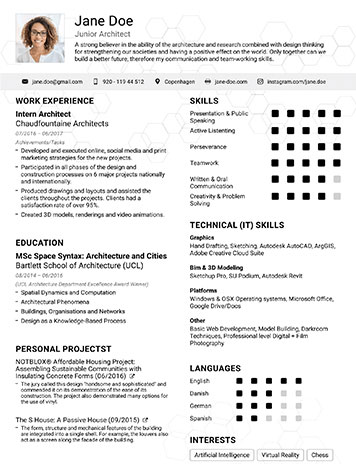 Jane Doe
Junior Architect
A strong believer in the ability of the architecture and research combined with design thinking
for strengthening our societies and having a positive effect on the world. Only together can we
build a better future, therefore my communication and team-working skills.
jane.doe@gmail.com
920 - 119 44 512
Copenhagen
jane.doe.com
instagram.com/jane.doe
WORK EXPERIENCE
Intern Architect
Chaudfountaine Architects
07/2016 – 06/2017
Achievements/Tasks
Developed and executed online, social media and print
marketing strategies for the new projects.
Participated in all phases of the design and
construction processes on 6 major projects nationally
and internationally.
Produced drawings and layouts and assisted the
clients throughout the projects. Clients had a
satisfaction rate of over 95%.
Created 3D models, renderings and video animations.
EDUCATION
MSc Space Syntax: Architecture and Cities
Bartlett School of Architecture (UCL)
08/2014 – 06/2016
(UCL) Architecture Department Excellence Award Winner)
Spatial Dynamics and Computation
Architectural Phenomena
Buildings, Organisations and Networks
Design as a Knowledge-Based Process
PERSONAL PROJECTST
NOTBLOX® Affordable Housing Project:
Assembling Sustainable Communities with
Insulating Concrete Forms (06/2016)
The jury called this design "handsome and sophisticated" and
commended it on its demonstration of the ease of its
construction. The project also demonstrated many options for
the use of vinyl.
The S House: A Passive House (09/2015)
The form, structure and mechanical features of the building
are integrated into a single shell. For example, the louvers also
act as a screen along the facade of the building.
SKILLS
Presentation & Public
Speaking
Active Listening
Perseverance
Teamwork
Written & Oral
Communication
Creativity & Problem
Solving
TECHNICAL (IT) SKILLS
Graphics
Hand Drafting, Sketching, Autodesk AutoCAD, ArgGIS,
Adobe Creative Cloud Suite
Bim & 3D Modeling
Sketchup Pro, SU Podium, Autodesk Revit
Platforms
Windows & OSX operating systems, Microsoft Office,
Google Drive/Docs
Other
Basic Web Development, Model Building, Darkroom
Techniques, Professional level Digital + Film
Photography
LANGUAGES
English
Danish
German
Spanish
INTERESTS
Artificial Intelligence
Virtual Reality
Chess